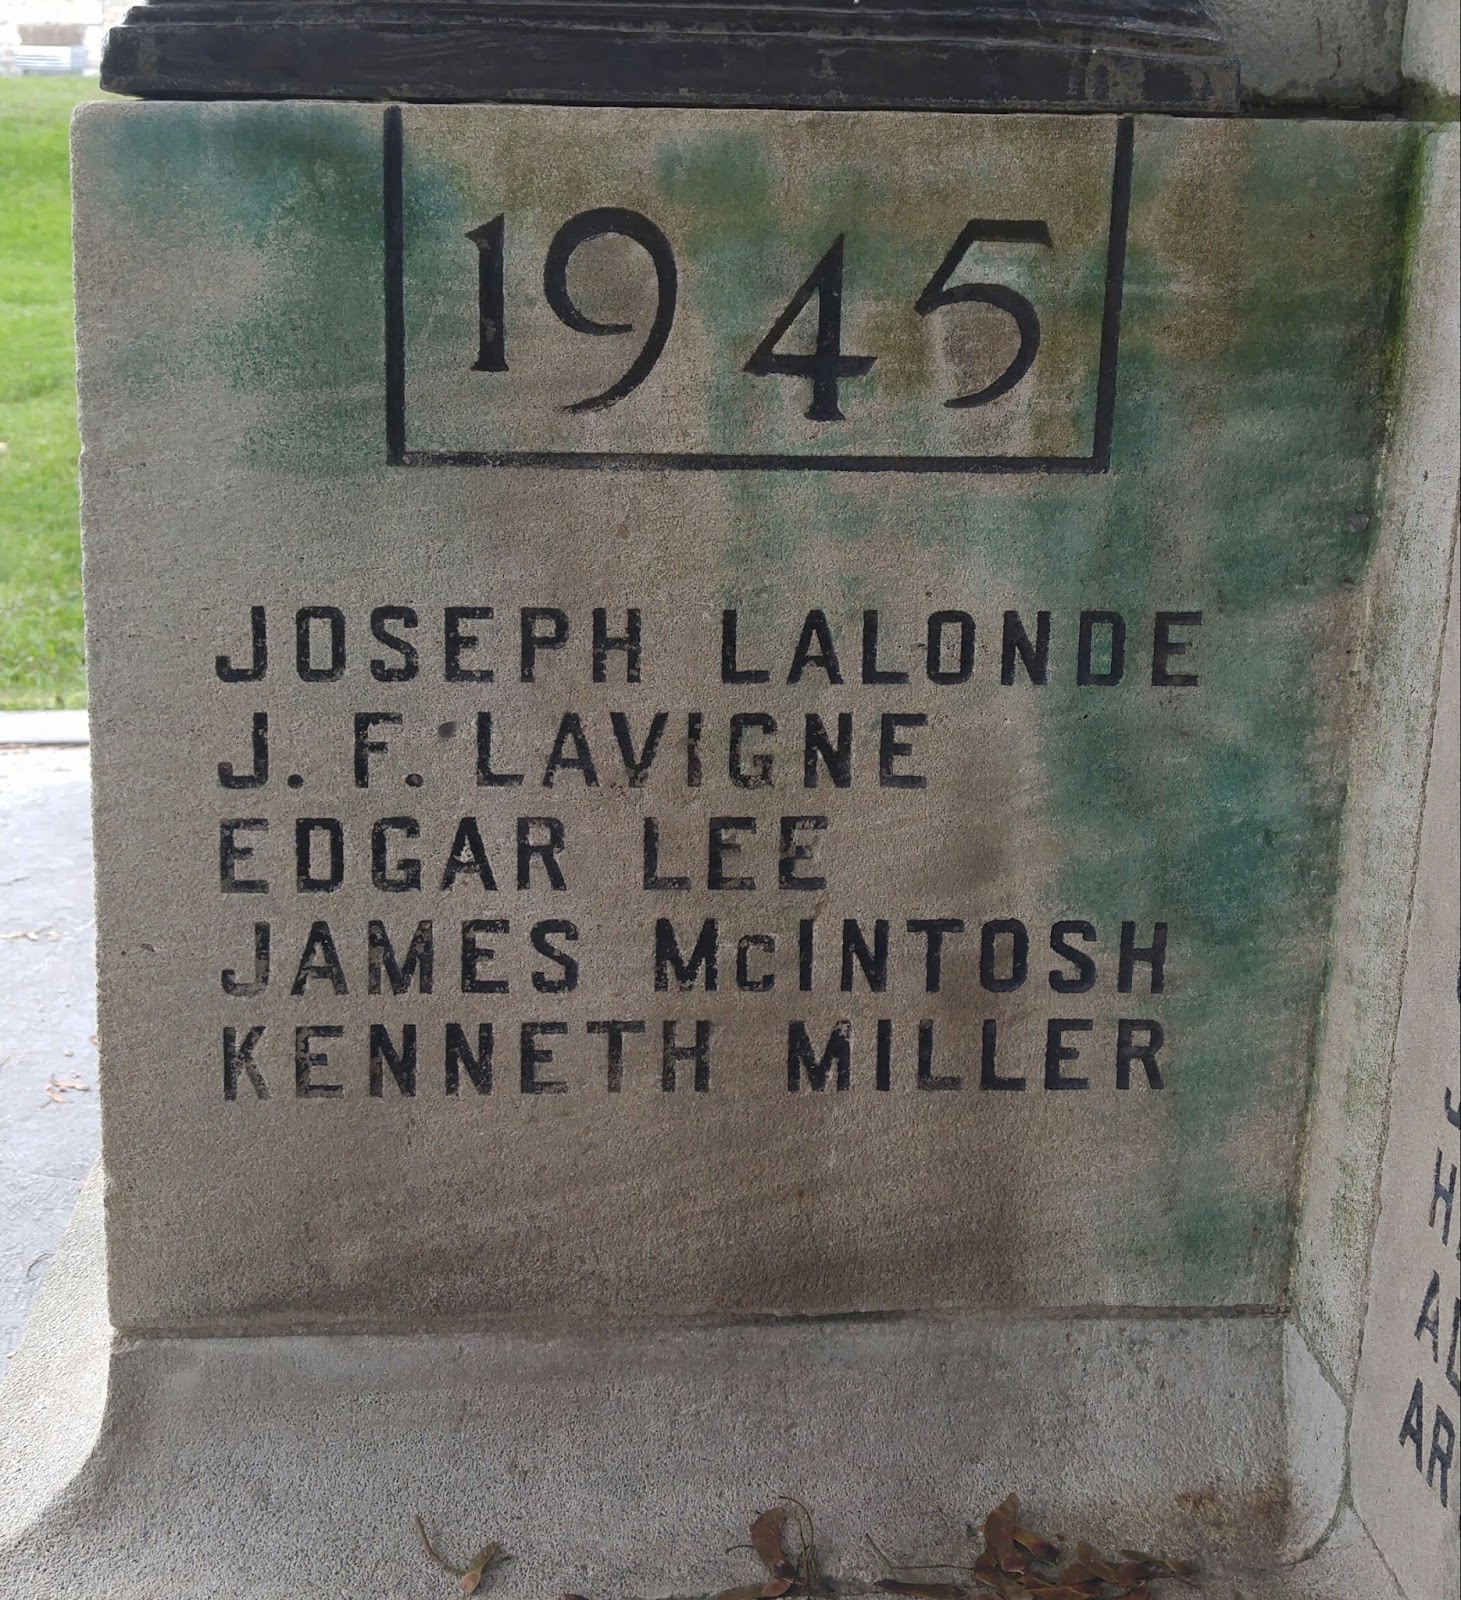 1945
JOSEPH LALONDE
J. F. LAVIGNE
EDGAR LEE
JAMES McINTOSH
KENNETH MILLER